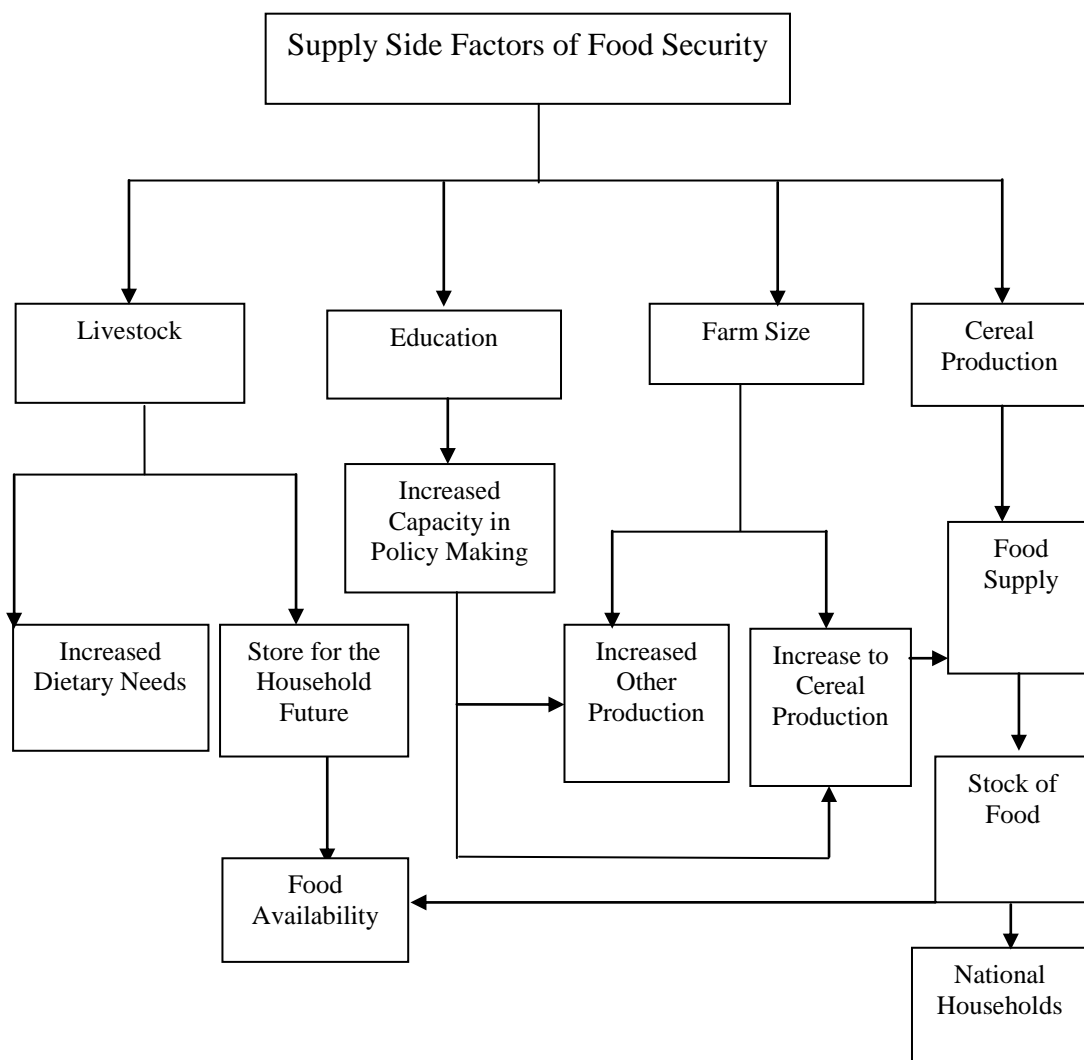 Supply Side Factors of Food Security
Livestock
Education
Farm Size
Cereal
Production
Increased
Capacity in
Policy Making
Food
Supply
Increased
Dietary Needs
Store for the
Household
Future
Increased
Other
Production
Increase to
Cereal
Production
Stock of
Food
Food
Availability
National
Households